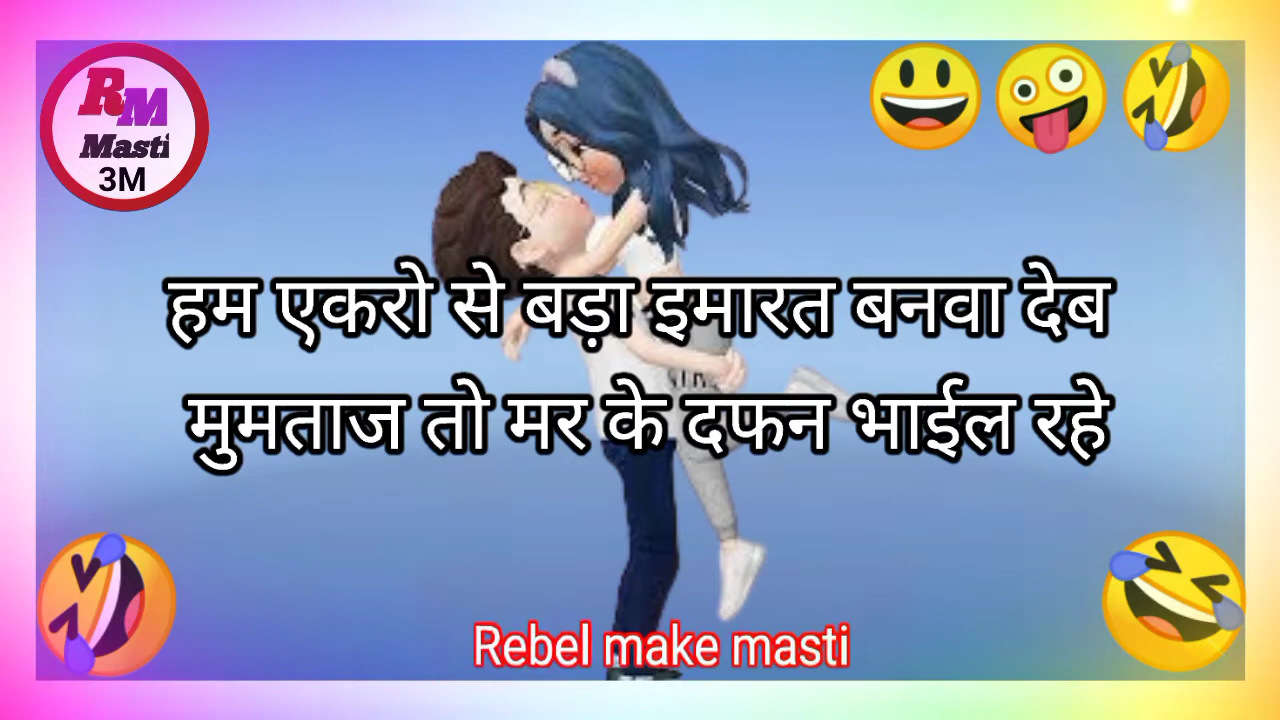 RM
Masti
3M
हम एकरो से बड़ा इमारत बनवा देब
मुमताज तो मर के दफन भाईल रहे
Rebel make masti